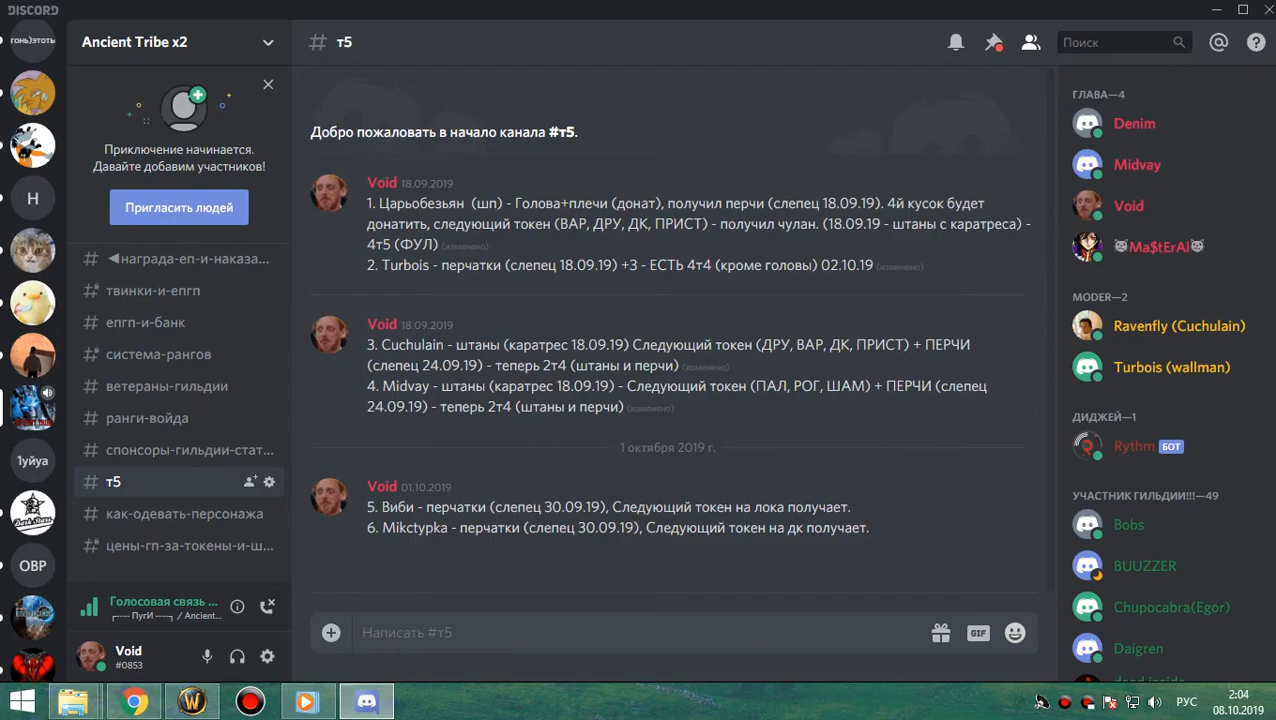 DISCORD
гонь)этоты
H
1уйуа
OBP
Ancient Tribe x2
Приключение начинается.
Давайте добавим участников!
Пригласить людей
◄награда-еп-и-наказа...
твинки-и-епгп
епгп-и-банк
система-рангов
ветераны-гильдии
ранги-войда
спонсоры-гильдии-стат...
т5
как-одевать-персонажа
цены-гп-за-токены-и-ш...
Голосовая связь ...
ПугИ / Ancient...
Void
#0853
# т5
Поиск
Добро пожаловать в начало канала #т5.
Void 18.09.2019
1. Царьобезьян (шп) - Голова+плечи (донат), получил перчи (слепец 18.09.19). 4й кусок будет
донатить, следующий токен (ВАР, ДРУ, ДК, ПРИСТ) - получил чулан. (18.09.19 - штаны с каратреса) -
4т5 (ФУЛ) (изменено)
2. Turbois - перчатки (слепец 18.09.19) +3 - ЕСТЬ 4т4 (кроме головы) 02.10.19 (изменено)
Void 18.09.2019
3. Cuchulain - штаны (каратрес 18.09.19) Следующий токен (ДРУ, ВАР, ДК, ПРИСТ) + ПЕРЧИ
(слепец 24.09.19) - теперь 2т4 (штаны и перчи) (изменено)
4. Midvay - штаны (каратрес 18.09.19) - Следующий токен (ПАЛ, РОГ, ШАМ) + ПЕРЧИ (слепец
24.09.19) - теперь 2т4 (штаны и перчи) (изменено)
1 октября 2019 г.
Void 01.10.2019
5. Виби - перчатки (слепец 30.09.19), Следующий токен на лока получает.
6. Mikctypka - перчатки (слепец 30.09.19), Следующий токен на дк получает.
Написать #т5
GIF
ГЛАВА—4
Denim
Midvay
Void
😈Ma$tErAl😈
MODER—2
Ravenfly (Cuchulain)
Turbois (wallman)
ДИДЖЕЙ—1
Rythm БОТ
УЧАСТНИК ГИЛЬДИИ!!!—49
Bobs
BUUZZER
Chupocabra(Egor)
Daigren
dead inside
РУС
2:04
08.10.2019